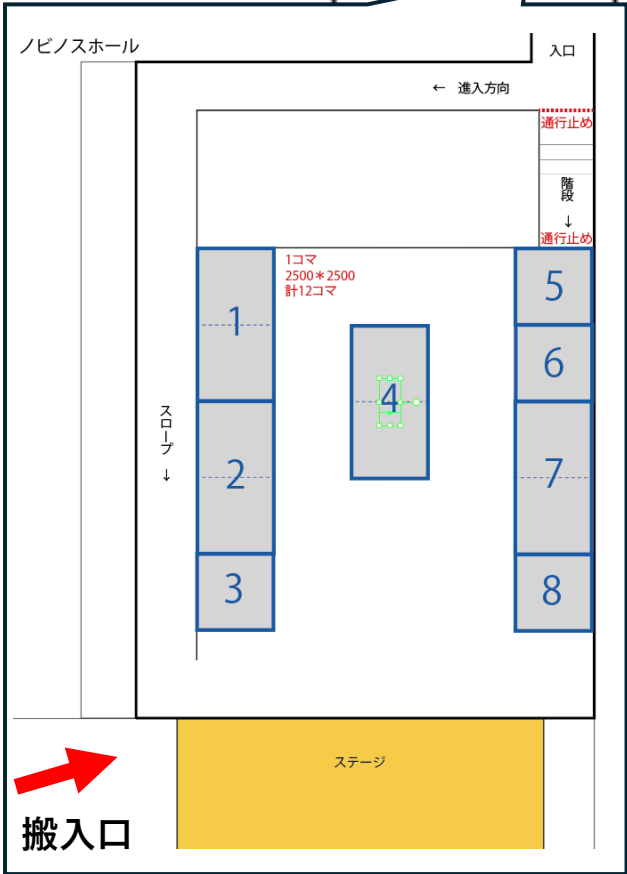 ノビノスホール
入口
← 進入方向
通行止め
階段 ↓
通行止め
1コマ
2500*2500
計12コマ
1
2
3
4
5
6
7
8
スロープ ↓
ステージ
搬入口